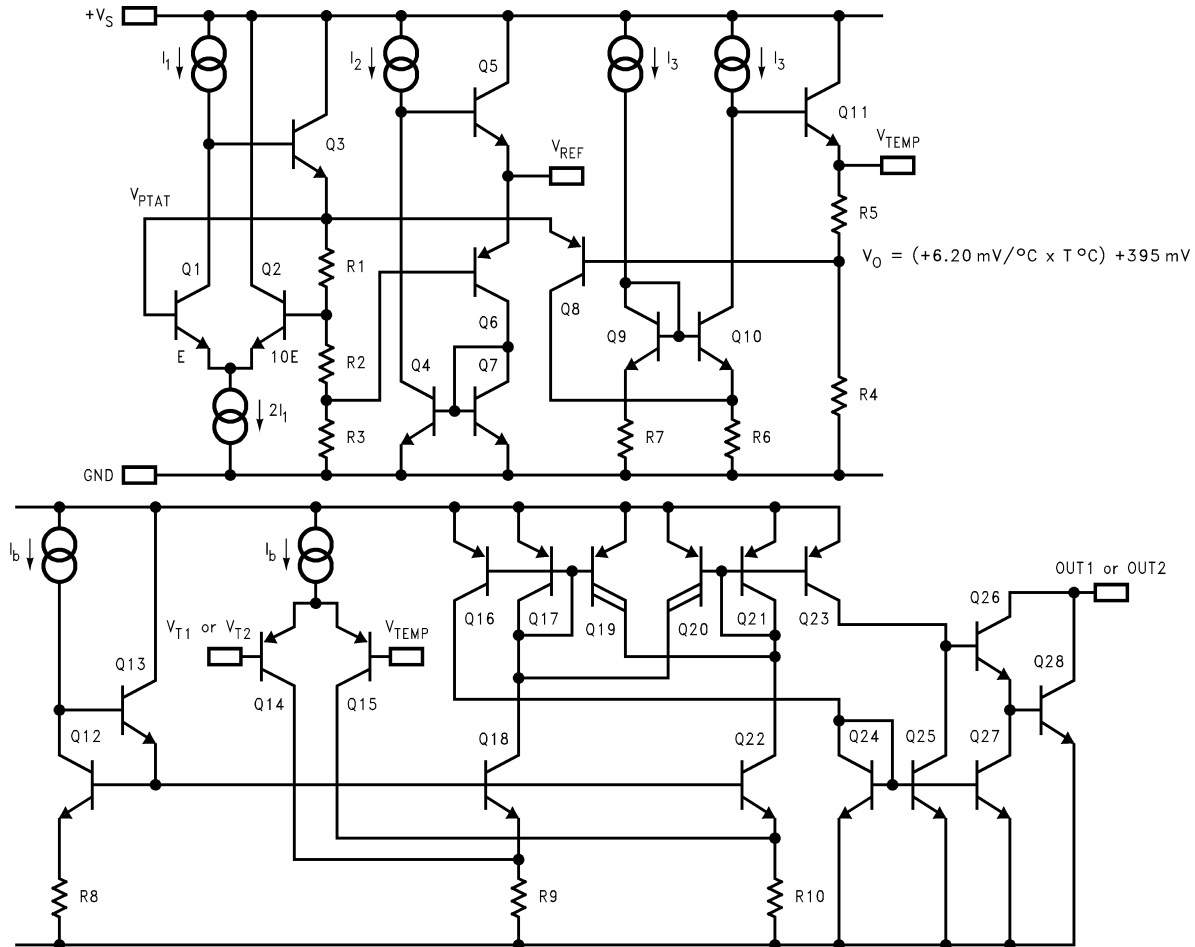 +VS
I1
I2
Q5
I3
I3
Q11
Q3
VREF
VTEMP
VPTAT
R5
Q1
Q2
R1
VO = (+6.20 mV/°C x T °C) +395 mV
Q6
Q8
Q9
Q10
E
10E
R2
Q4
Q7
R4
2I1
R3
R7
R6
GND
Ib
Ib
OUT1 or OUT2
Q16
Q17
Q19
Q20
Q21
Q23
Q26
VT1 or VT2
VTEMP
Q13
Q28
Q14
Q15
Q12
Q18
Q22
Q24
Q25
Q27
R8
R9
R10